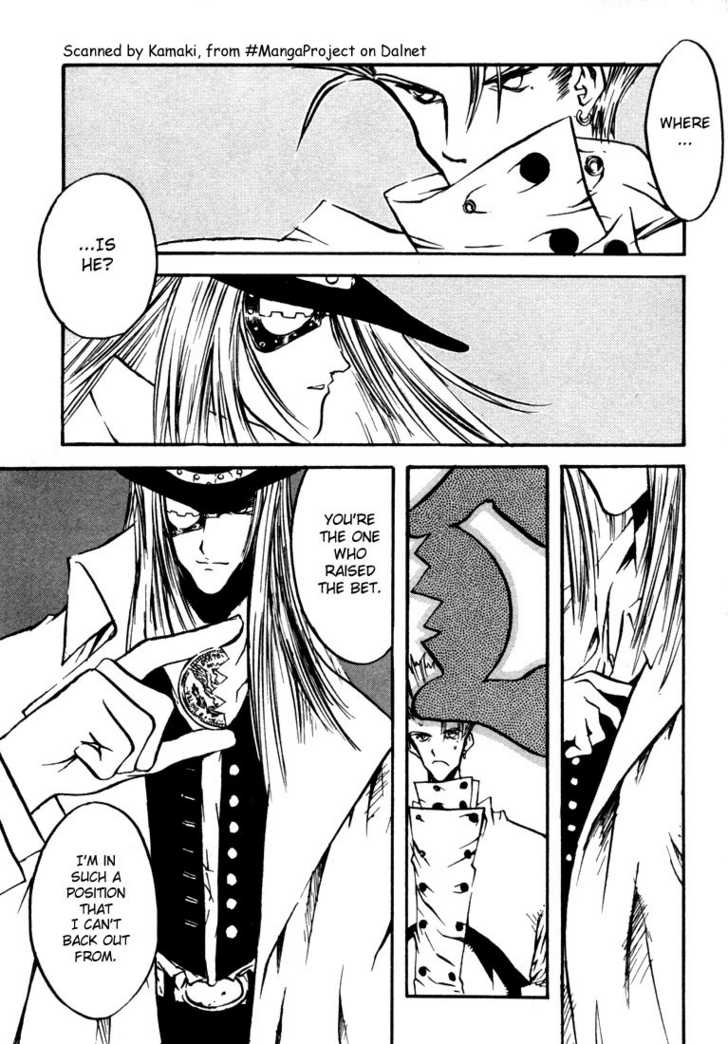 Scanned by Kamaki, from #MangaProject on Dalnet
WHERE
...
...IS
HE?
YOU'RE
THE ONE
WHO
RAISED
THE BET.
I'M IN
SUCH A
POSITION
THAT
I CAN'T
BACK OUT
FROM.